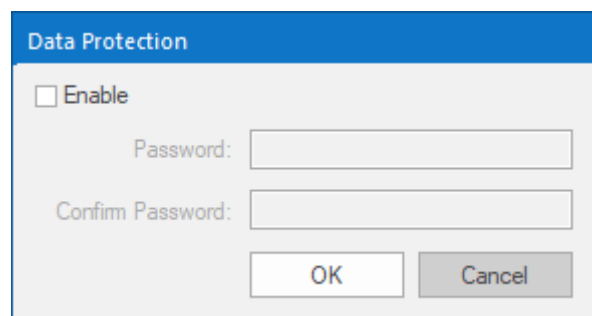 Data Protection
Enable
Password:
Confirm Password:
OK Cancel